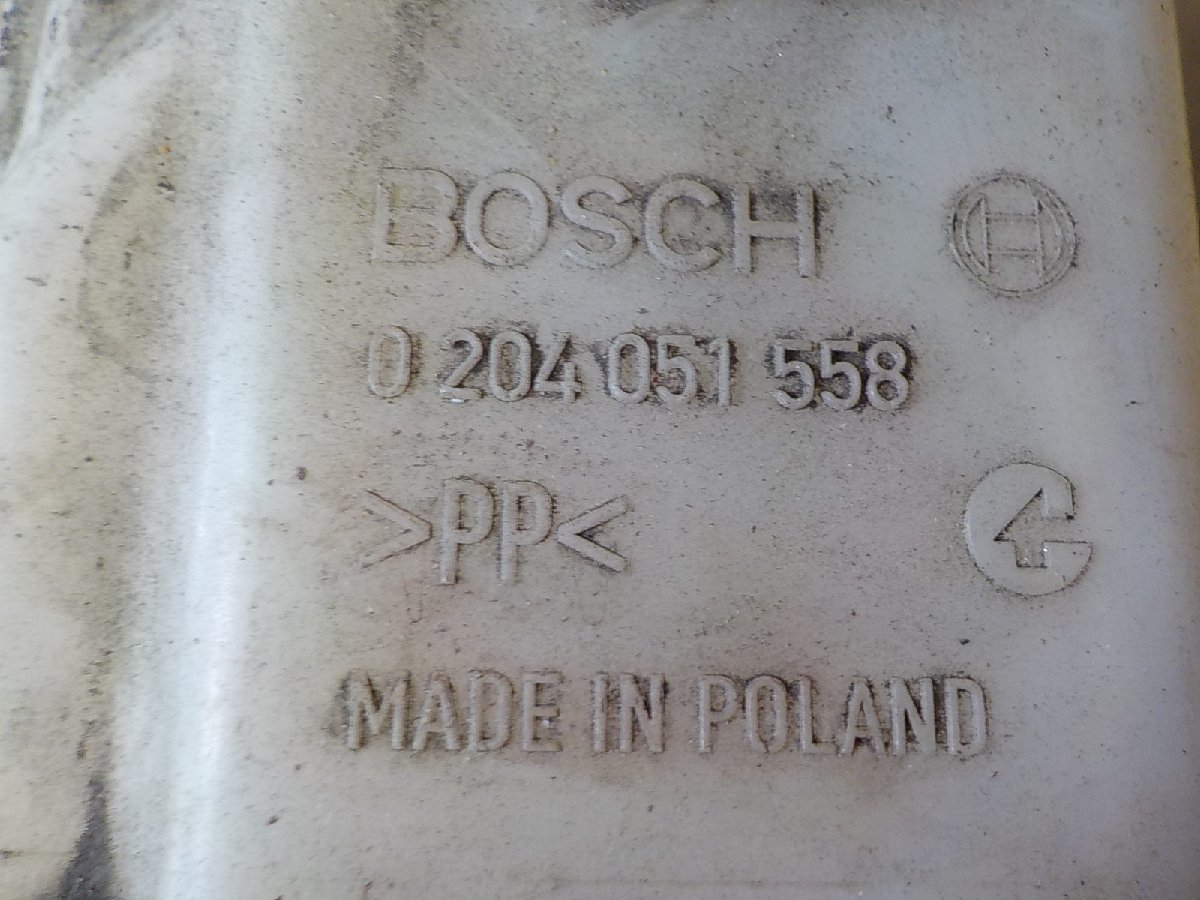 BOSCH
0 204 051 558
>PP<
MADE IN POLAND